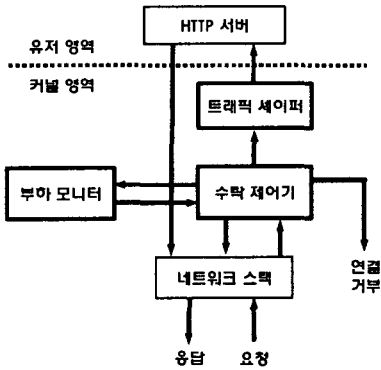 HTTP 서버
유저 영역
커널 영역
트래픽 셰이퍼
부하 모니터
수락 제어기
네트워크 스택
연결
거부
응답
요청